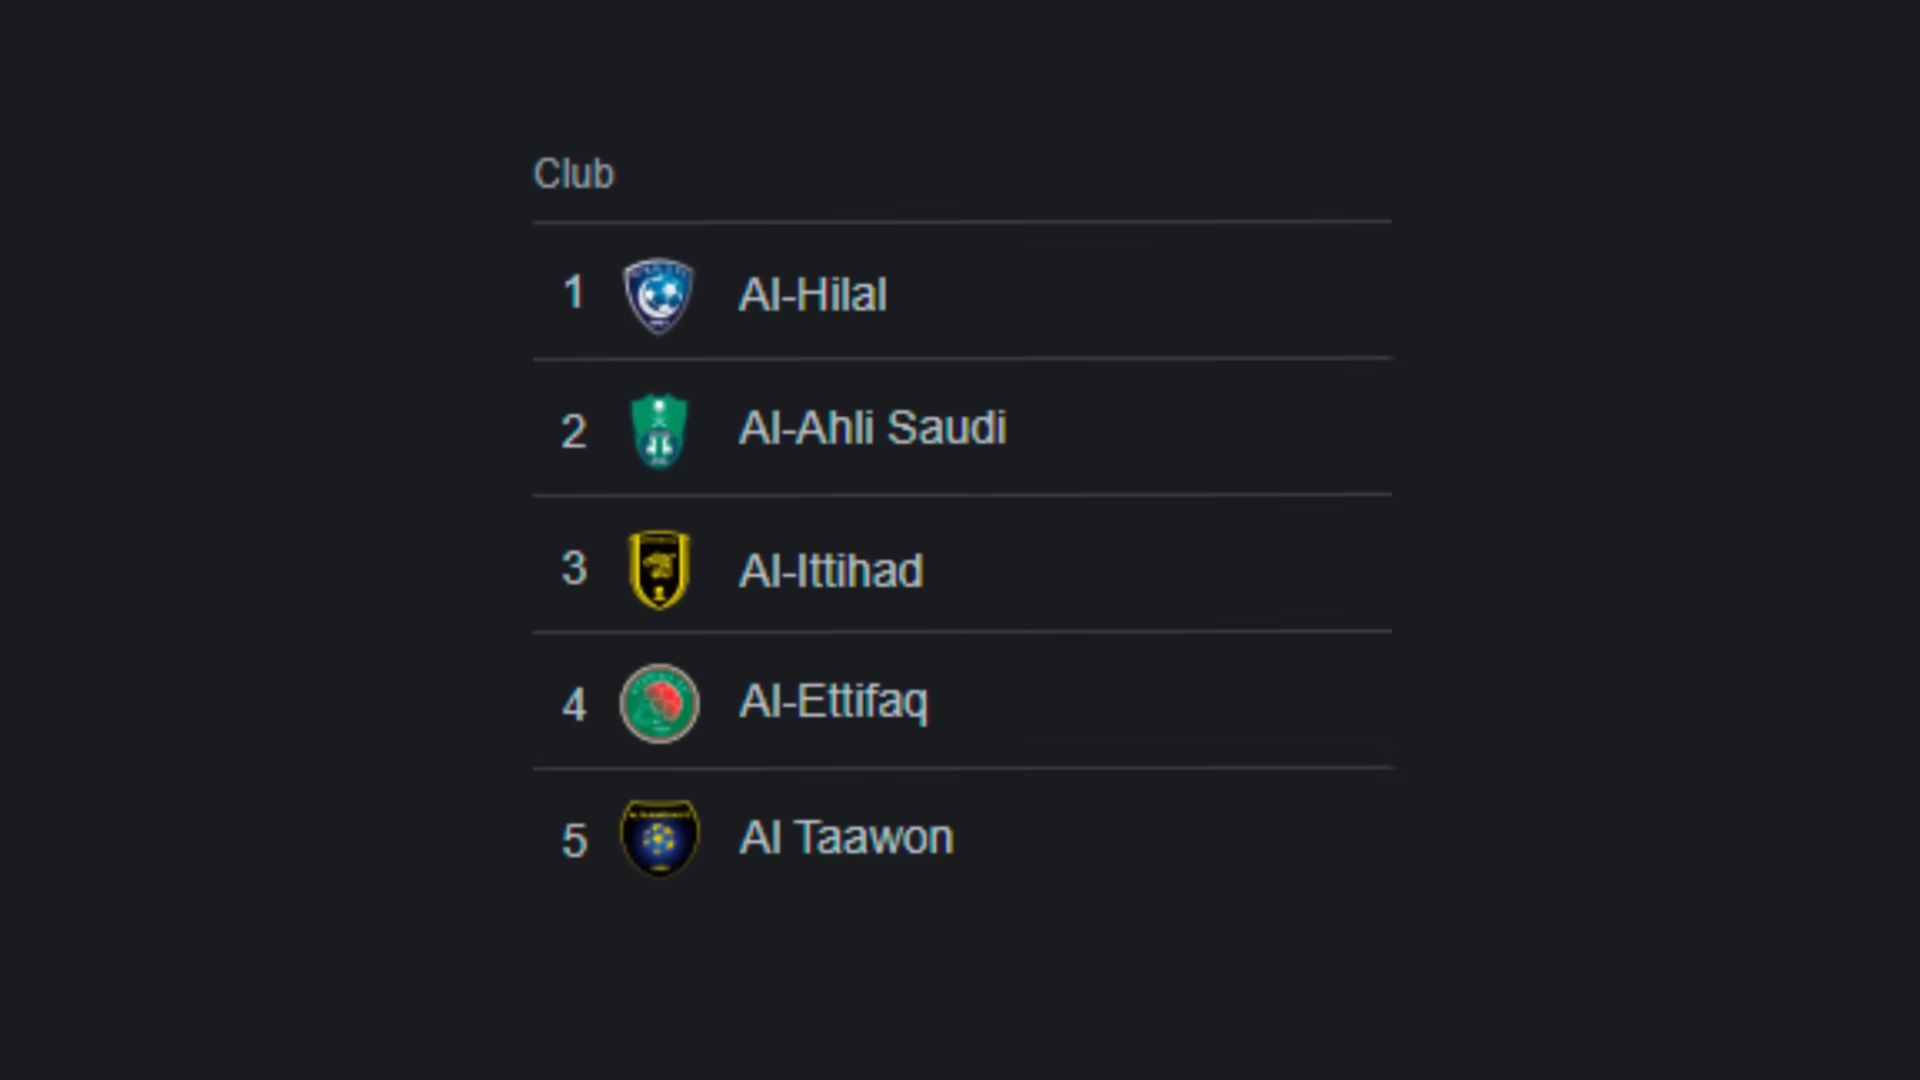 Club
1 Al-Hilal
2 Al-Ahli Saudi
3 Al-Ittihad
4 Al-Ettifaq
5 Al Taawon